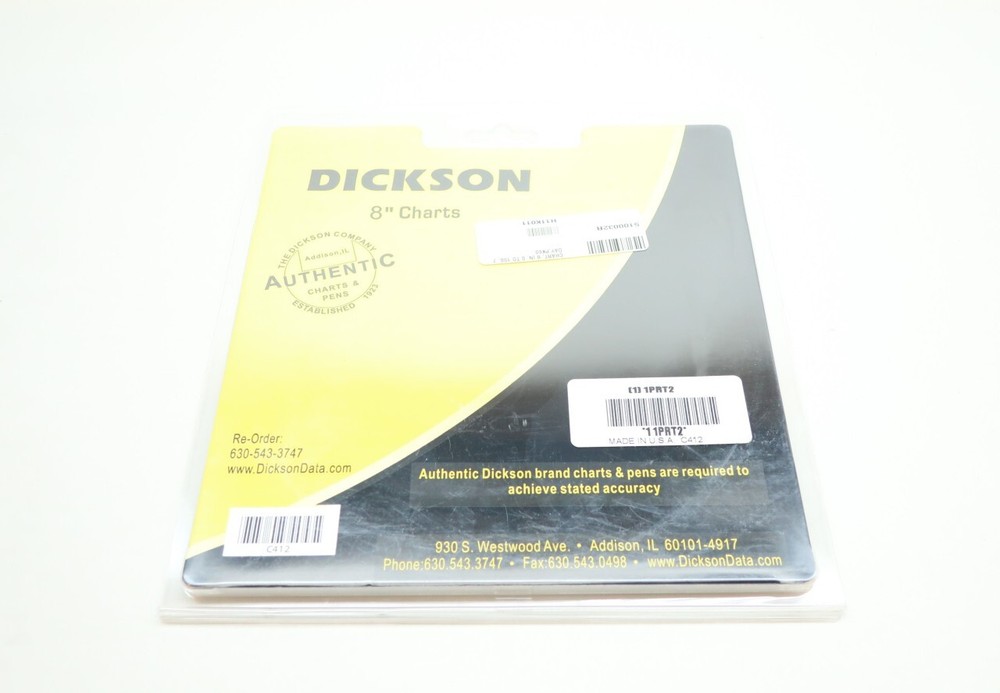 DICKSON
8" Charts
THE DICKSON COMPANY
Addison, IL
AUTHENTIC
CHARTS &
PENS
ESTABLISHED 1923
(1) 1PRT2
*11PRT2*
MADE IN U.S.A. C412
Re-Order:
630-543-3747
www.DicksonData.com
Authentic Dickson brand charts & pens are required to
achieve stated accuracy
C412
930 S. Westwood Ave. • Addison, IL 60101-4917
Phone:630.543.3747 • Fax:630.543.0498 • www.DicksonData.com